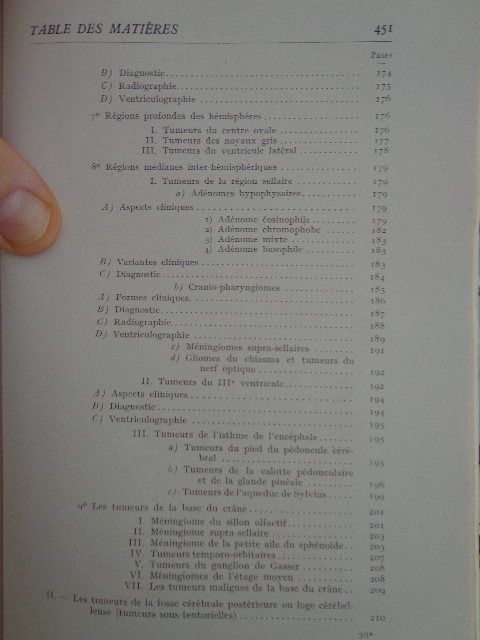 TABLE DES MATIÈRES 451
Pages
B) Diagnostic 174
C) Radiographie 175
D) Ventriculographie 176
7° Régions profondes des hémisphères 176
I. Tumeurs du centre ovale 176
II. Tumeurs des noyaux gris 177
III. Tumeurs du ventricule latéral 178
8° Régions médianes inter-hémisphériques 179
I. Tumeurs de la région sellaire 179
a) Adénomes hypophysaires 179
A) Aspects cliniques 179
1) Adénome éosinophile 179
2) Adénome chromophobe 182
3) Adénome mixte 183
4) Adénome basophile 183
B) Variantes cliniques 183
C) Diagnostic 184
b) Cranio-pharyngiomes 185
A) Formes cliniques 186
B) Diagnostic 187
C) Radiographie 188
D) Ventriculographie 189
c) Méningiomes supra-sellaires 191
d) Gliomes du chiasma et tumeurs du
nerf optique 192
II. Tumeurs du IIIe ventricule 192
A) Aspects cliniques 194
B) Diagnostic 194
C) Ventriculographie 195
III. Tumeurs de l'isthme de l'encéphale 195
a) Tumeurs du pied du pédoncule céré-
bral 195
b) Tumeurs de la calotte pédonculaire
et de la glande pinéale 196
c) Tumeurs de l'aqueduc de Sylvius 199
9° Les tumeurs de la base du crâne 201
I. Méningiome du sillon olfactif 201
II. Méningiome supra-sellaire 203
III. Méningiome de la petite aile du sphénoïde 203
IV. Tumeurs temporo-orbitaires 207
V. Tumeurs du ganglion de Gasser 208
VI. Méningiomes de l'étage moyen 208
VII. Les tumeurs malignes de la base du crâne 209
II. — Les tumeurs de la fosse cérébrale postérieure ou loge cérébel-
leuse (tumeurs sous-tentorielles) 210